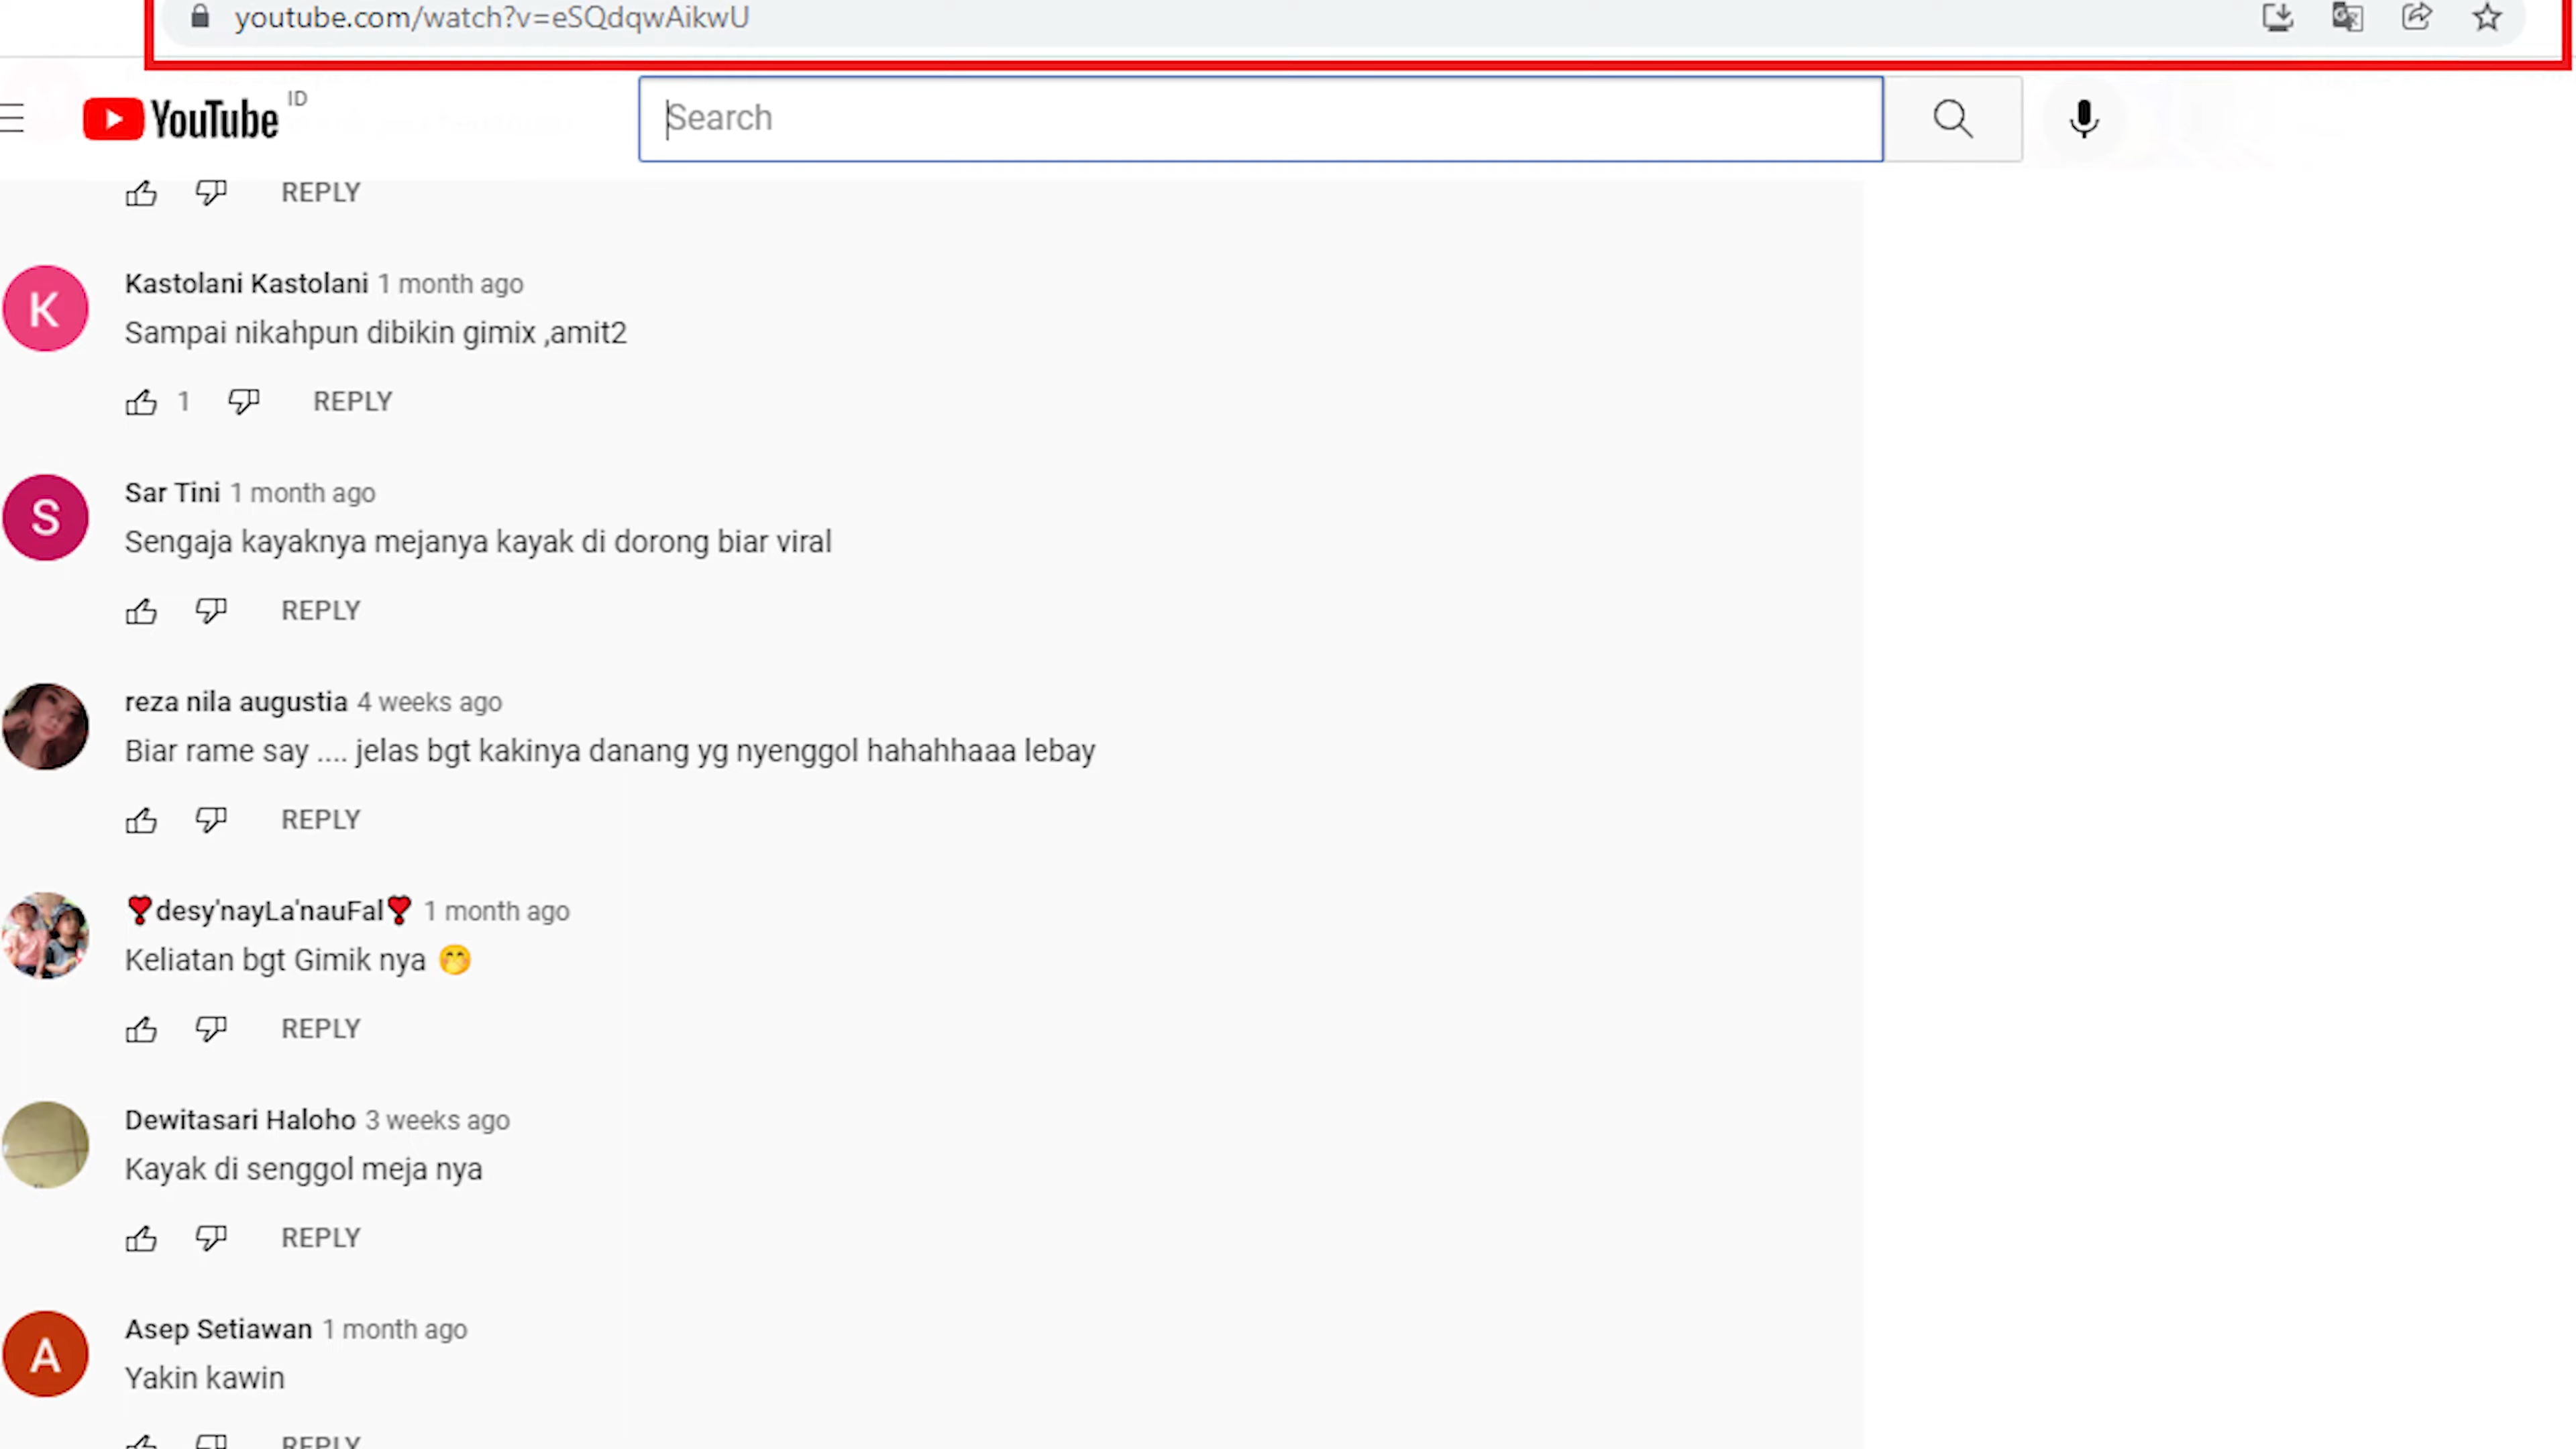 youtube.com/watch?v=eSQdqwAikwU
YouTube ID
Search
REPLY
Kastolani Kastolani 1 month ago
Sampai nikahpun dibikin gimix ,amit2
1 REPLY
Sar Tini 1 month ago
Sengaja kayaknya mejanya kayak di dorong biar viral
REPLY
reza nila augustia 4 weeks ago
Biar rame say .... jelas bgt kakinya danang yg nyenggol hahahhaaa lebay
REPLY
❣desy'nayLa'nauFal❣ 1 month ago
Keliatan bgt Gimik nya 🤭
REPLY
Dewitasari Haloho 3 weeks ago
Kayak di senggol meja nya
REPLY
Asep Setiawan 1 month ago
Yakin kawin
REPLY